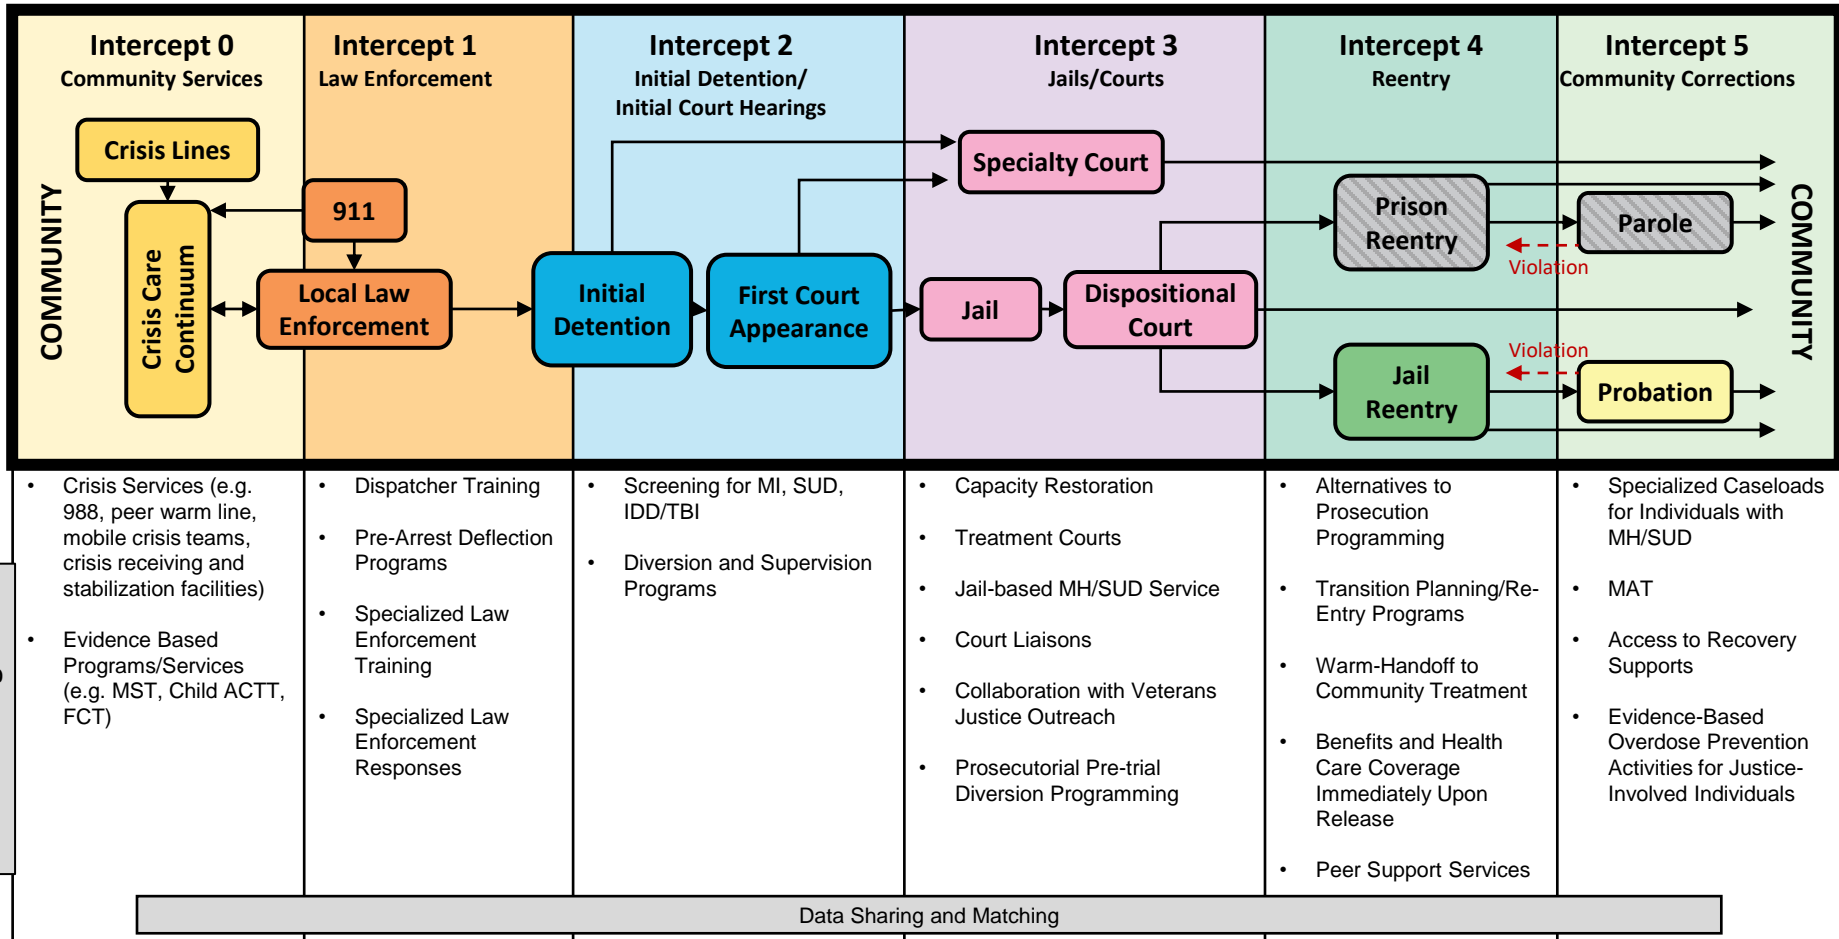 Intercept 0
Community Services
Intercept 1
Law Enforcement
Intercept 2
Initial Detention/
Initial Court Hearings
Intercept 3
Jails/Courts
Intercept 4
Reentry
Intercept 5
Community Corrections
COMMUNITY
Crisis Lines
Crisis Care
Continuum
911
Local Law
Enforcement
Initial
Detention
First Court
Appearance
Specialty Court
Jail
Dispositional
Court
Prison
Reentry
Jail
Reentry
Parole
Violation
Violation
Probation
COMMUNITY
• Crisis Services (e.g.
988, peer warm line,
mobile crisis teams,
crisis receiving and
stabilization facilities)
• Evidence Based
Programs/Services
(e.g. MST, Child ACTT,
FCT)
• Dispatcher Training
• Pre-Arrest Deflection
Programs
• Specialized Law
Enforcement
Training
• Specialized Law
Enforcement
Responses
• Screening for MI, SUD,
IDD/TBI
• Diversion and Supervision
Programs
• Capacity Restoration
• Treatment Courts
• Jail-based MH/SUD Service
• Court Liaisons
• Collaboration with Veterans
Justice Outreach
• Prosecutorial Pre-trial
Diversion Programming
• Alternatives to
Prosecution
Programming
• Transition Planning/Re-
Entry Programs
• Warm-Handoff to
Community Treatment
• Benefits and Health
Care Coverage
Immediately Upon
Release
• Peer Support Services
• Specialized Caseloads
for Individuals with
MH/SUD
• MAT
• Access to Recovery
Supports
• Evidence-Based
Overdose Prevention
Activities for Justice-
Involved Individuals
Data Sharing and Matching